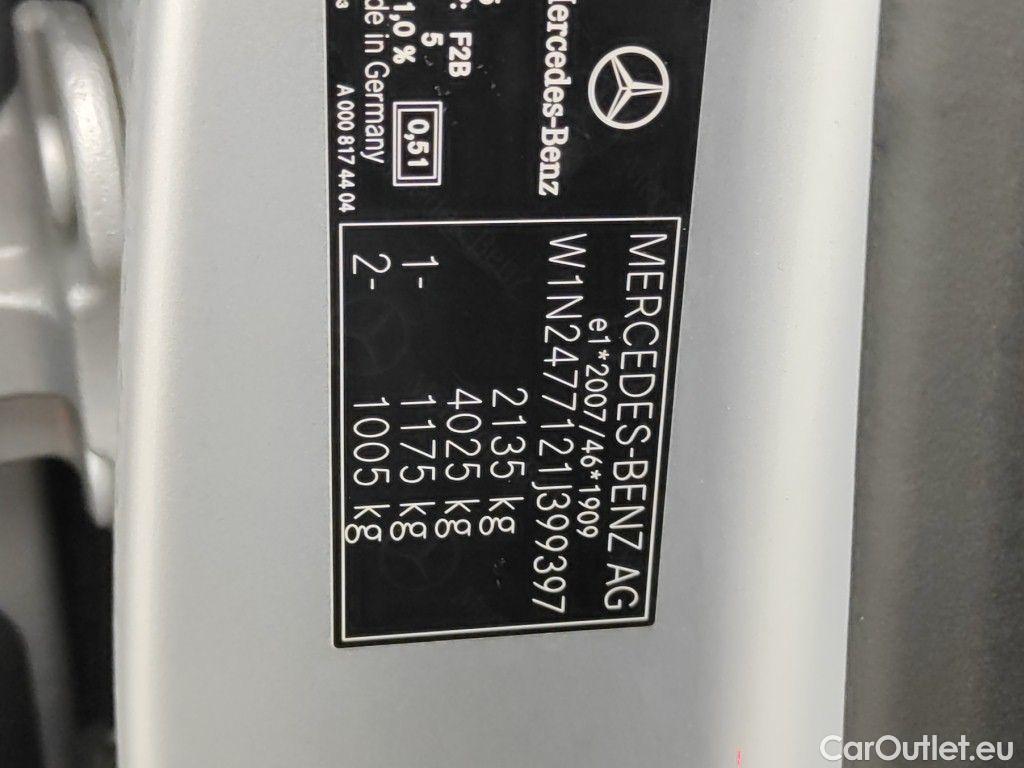 Mercedes-Benz
F2B
5
1,0 %
0,51
in Germany
A 000 817 44 04
MERCEDES-BENZ AG
e1*2007/46*1909
W1N2477121J399397
2135 kg
4025 kg
1- 1175 kg
2- 1005 kg
CarOutlet.eu